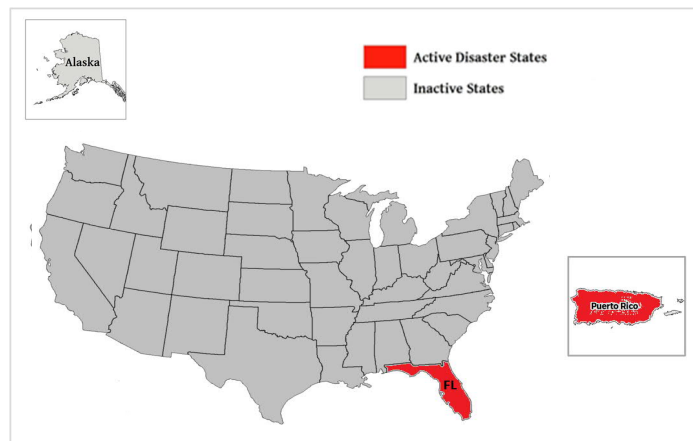 Alaska
Active Disaster States
Inactive States
Puerto Rico
FL